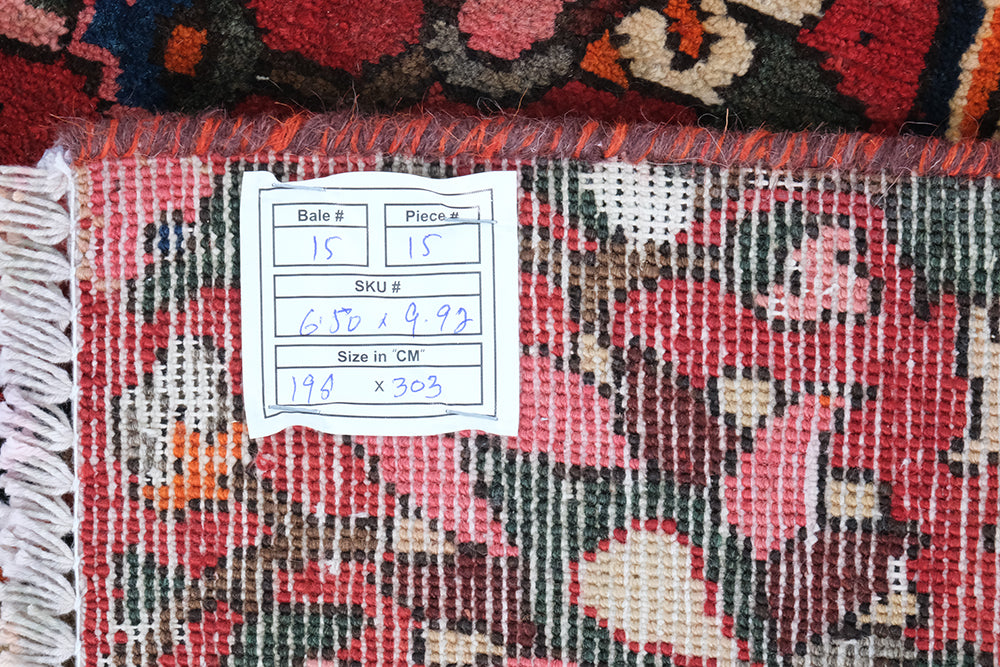 Bale # Piece #
15 15
SKU #
6.50 x 9.92
Size in "CM"
198 x 303